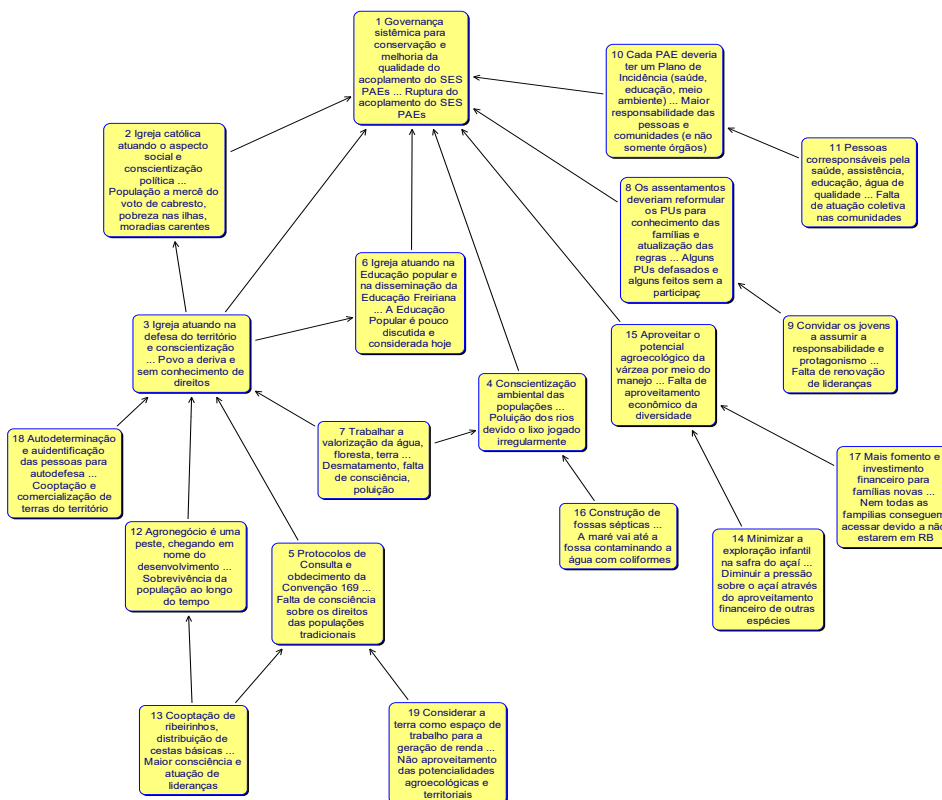 1 Governança
sistêmica para
conservação e
melhoria da
qualidade do
acoplamento do SES
PAEs ... Ruptura do
acoplamento do SES
PAEs
10 Cada PAE deveria
ter um Plano de
Incidência (saúde,
educação, meio
ambiente) ... Maior
responsabilidade das
pessoas e
comunidades (e não
somente órgãos)
2 Igreja católica
atuando o aspecto
social e
conscientização
política ...
População a mercê do
voto de cabresto,
pobreza nas ilhas,
moradias carentes
11 Pessoas
corresponsáveis pela
saúde, assistência,
educação, água de
qualidade ... Falta
de atuação coletiva
nas comunidades
8 Os assentamentos
deveriam reformular
os PUs para
conhecimento das
famílias e
atualização das
regras ... Alguns
PUs defasados e
alguns feitos sem a
participaç
6 Igreja atuando na
Educação popular e
na disseminação da
Educação Freiriana
... A Educação
Popular é pouco
discutida e
considerada hoje
3 Igreja atuando na
defesa do território
e conscientização
... Povo a deriva e
sem conhecimento de
direitos
9 Convidar os jovens
a assumir a
responsabilidade e
protagonismo ...
Falta de renovação
de lideranças
15 Aproveitar o
potencial
agroecológico da
várzea por meio do
manejo ... Falta de
aproveitamento
econômico da
diversidade
4 Conscientização
ambiental das
populações ...
Poluição dos rios
devido o lixo jogado
irregularmente
7 Trabalhar a
valorização da água,
floresta, terra ...
Desmatamento, falta
de consciência,
poluição
18 Autodeterminação
e auidentificação
das pessoas para
autodefesa ...
Cooptação e
comercialização de
terras do território
17 Mais fomento e
investimento
financeiro para
famílias novas ...
Nem todas as
fampilias conseguem
acessar devido a não
estarem em RB
16 Construção de
fossas sépticas ...
A maré vai até a
fossa contaminando a
água com coliformes
12 Agronegócio é uma
peste, chegando em
nome do
desenvolvimento ...
Sobrevivência da
população ao longo
do tempo
14 Minimizar a
exploração infantil
na safra do açaí ...
Diminuir a pressão
sobre o açaí através
do aproveitamento
financeiro de outras
espécies
5 Protocolos de
Consulta e
obdecimento da
Convenção 169 ...
Falta de consciência
sobre os direitos
das populações
tradicionais
13 Cooptação de
ribeirinhos,
distribuição de
cestas básicas ...
Maior consciência e
atuação de
lideranças
19 Considerar a
terra como espaço de
trabalho para a
geração de renda ...
Não aproveitamento
das potencialidades
agroecológicas e
territoriais